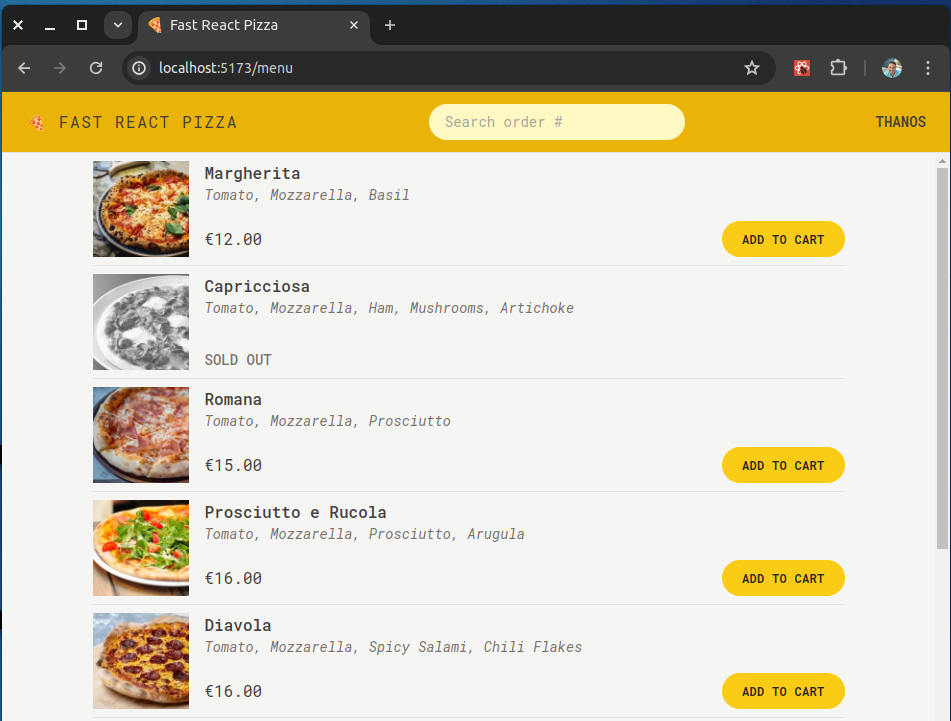 Fast React Pizza
localhost:5173/menu
FAST REACT PIZZA
Search order #
THANOS
Margherita
Tomato, Mozzarella, Basil
€12.00
ADD TO CART
Capricciosa
Tomato, Mozzarella, Ham, Mushrooms, Artichoke
SOLD OUT
Romana
Tomato, Mozzarella, Prosciutto
€15.00
ADD TO CART
Prosciutto e Rucola
Tomato, Mozzarella, Prosciutto, Arugula
€16.00
ADD TO CART
Diavola
Tomato, Mozzarella, Spicy Salami, Chili Flakes
€16.00
ADD TO CART